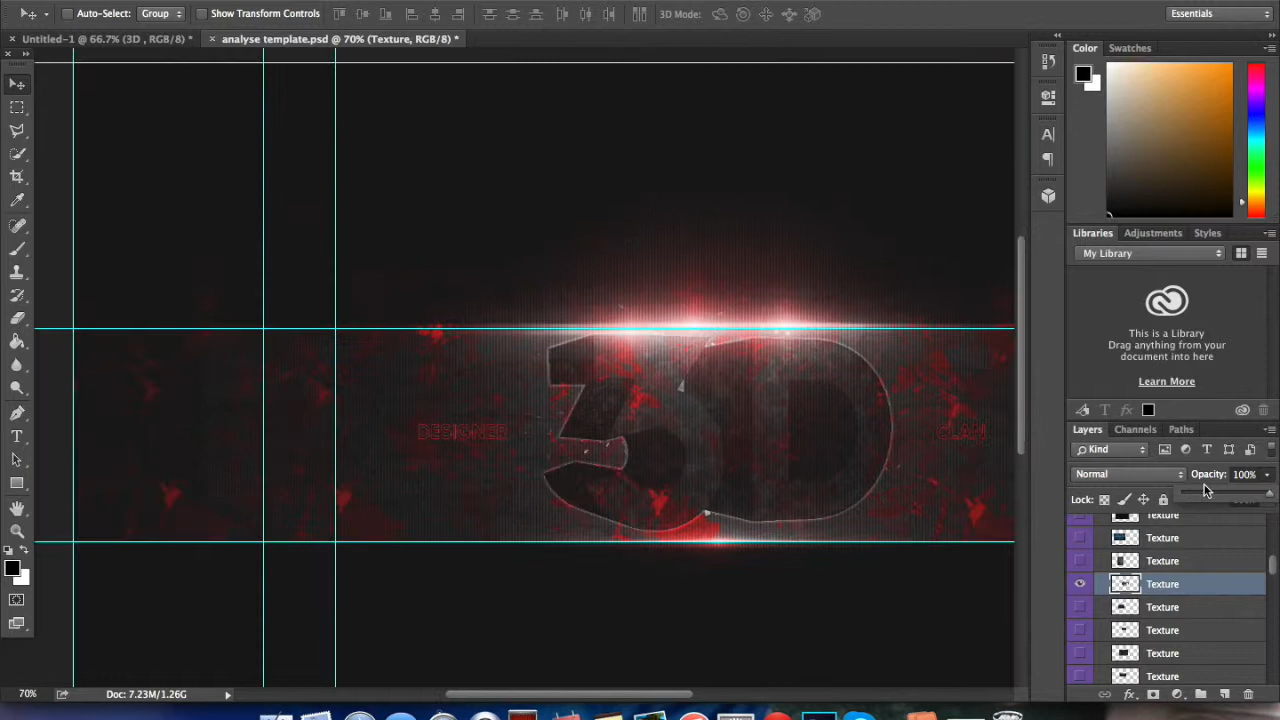 Auto-Select: Group Show Transform Controls 3D Mode: Essentials
Untitled-1 @ 66.7% (3D , RGB/8) * analyse template.psd @ 70% (Texture, RGB/8) *
Color Swatches
Libraries Adjustments Styles
My Library
This is a Library
Drag anything from your
document into here
Learn More
Layers Channels Paths
Kind
Normal Opacity: 100%
Lock:
Texture
Texture
Texture
Texture
Texture
Texture
Texture
Texture
DESIGNER 3D CLAN
70% Doc: 7.23M/1.26G